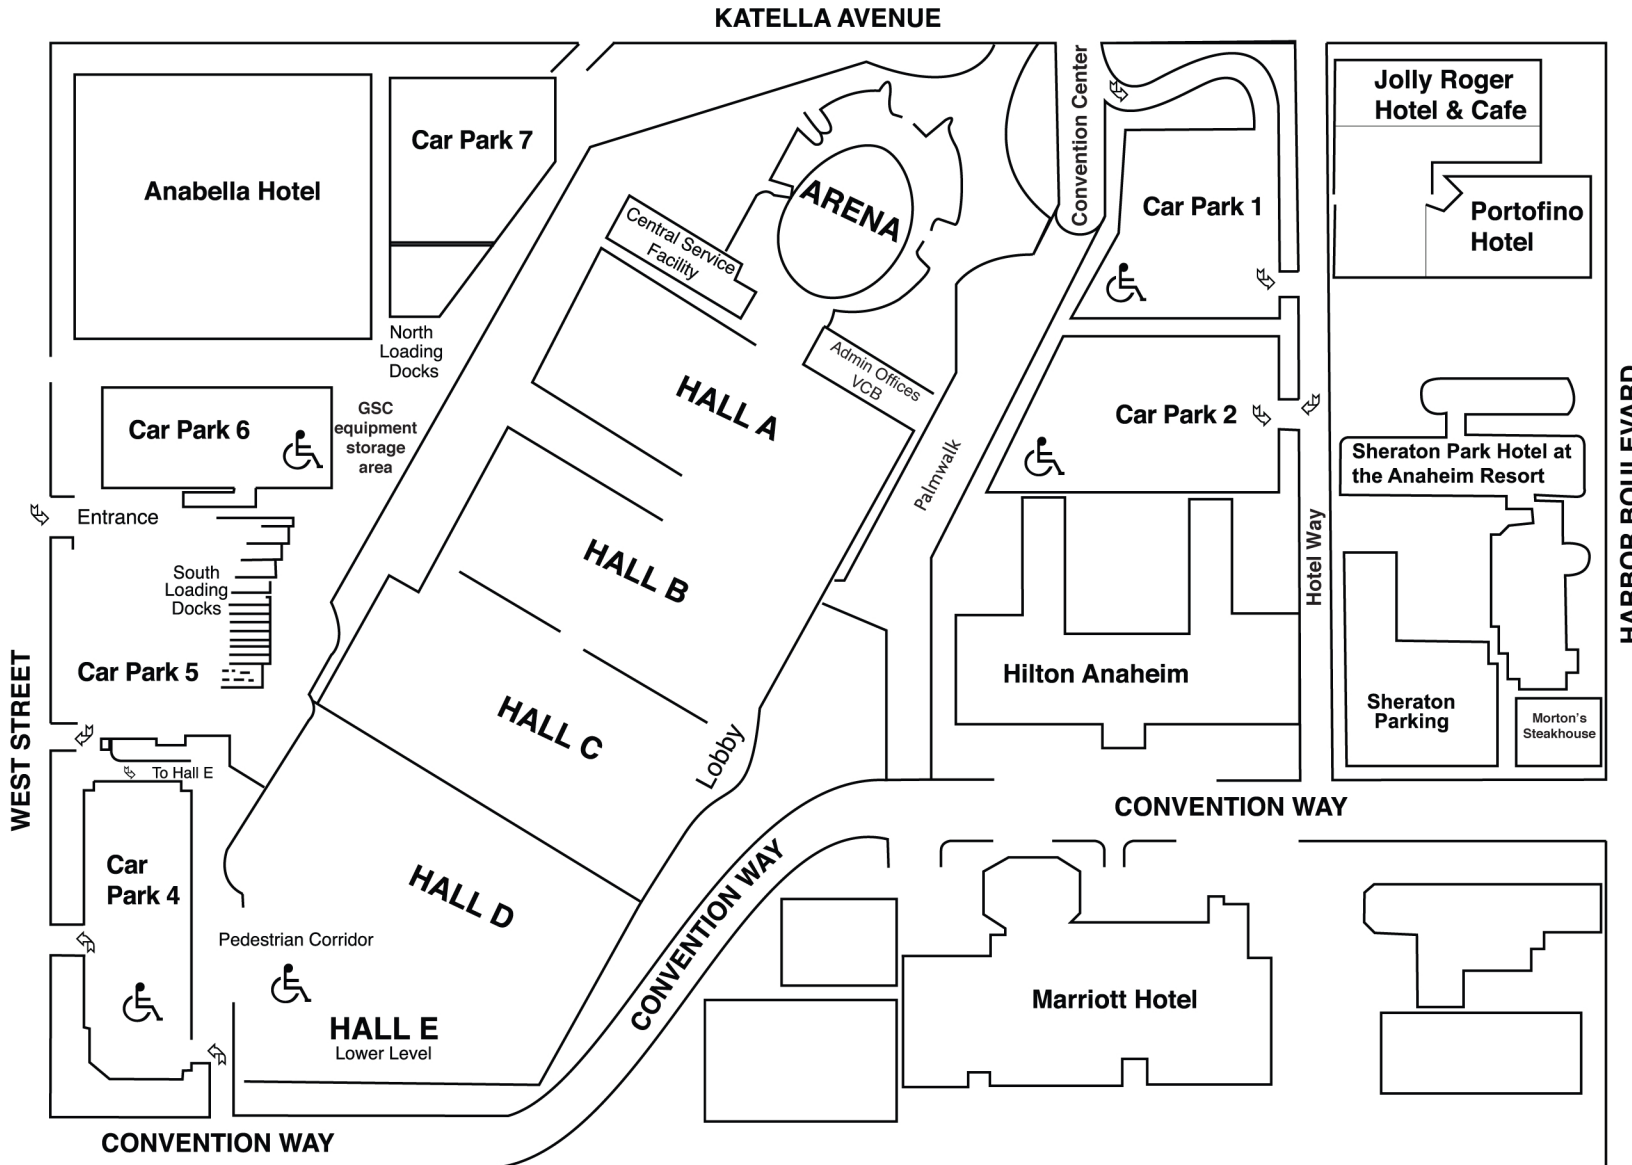 KATELLA AVENUE
Jolly Roger
Hotel & Cafe
Car Park 7
Convention Center
Anabella Hotel
ARENA
Car Park 1
Portofino
Hotel
Central Service
Facility
North
Loading
Docks
Admin Offices
VCB
HALL A
GSC
equipment
storage
area
Car Park 6
Car Park 2
HARBOR BOULEVARD
Sheraton Park Hotel at
the Anaheim Resort
Palmwalk
Entrance
Hotel Way
HALL B
South
Loading
Docks
Car Park 5
Hilton Anaheim
WEST STREET
HALL C
Lobby
Sheraton
Parking
Morton's
Steakhouse
To Hall E
CONVENTION WAY
Car
Park 4
HALL D
CONVENTION WAY
Pedestrian Corridor
Marriott Hotel
HALL E
Lower Level
CONVENTION WAY